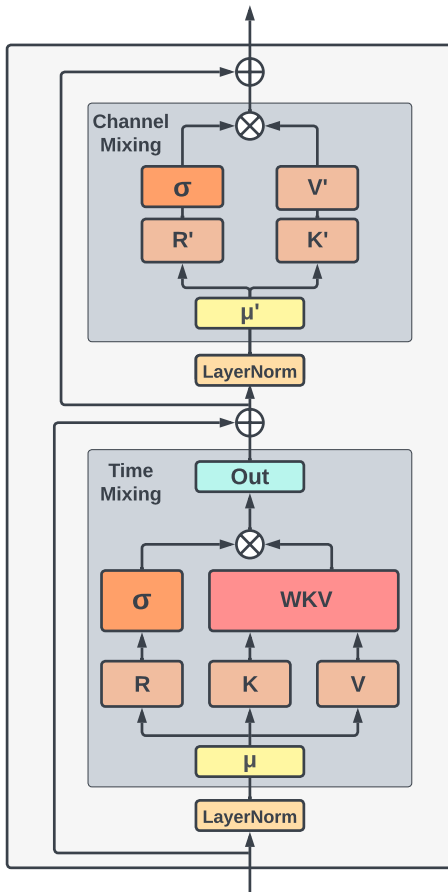 Channel
Mixing
σ
V'
R'
K'
μ'
LayerNorm
Time
Mixing
Out
σ
WKV
R
K
V
μ
LayerNorm